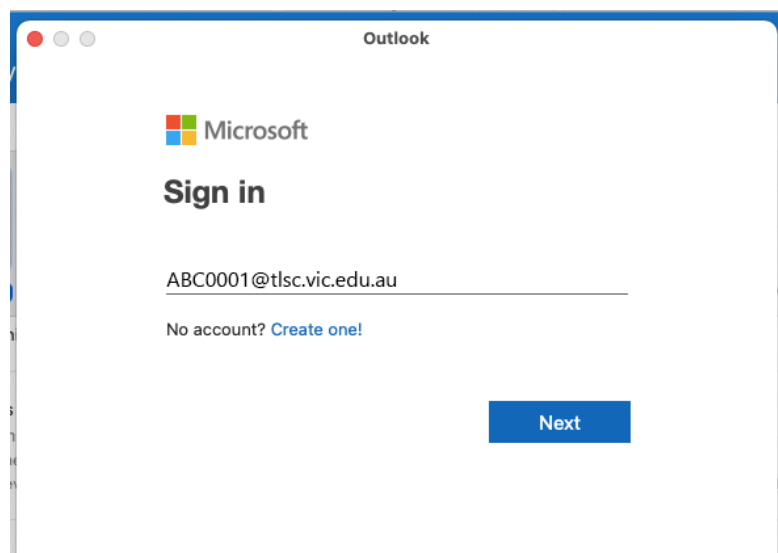 Outlook
Microsoft
Sign in
ABC0001@tlsc.vic.edu.au
No account? Create one!
Next